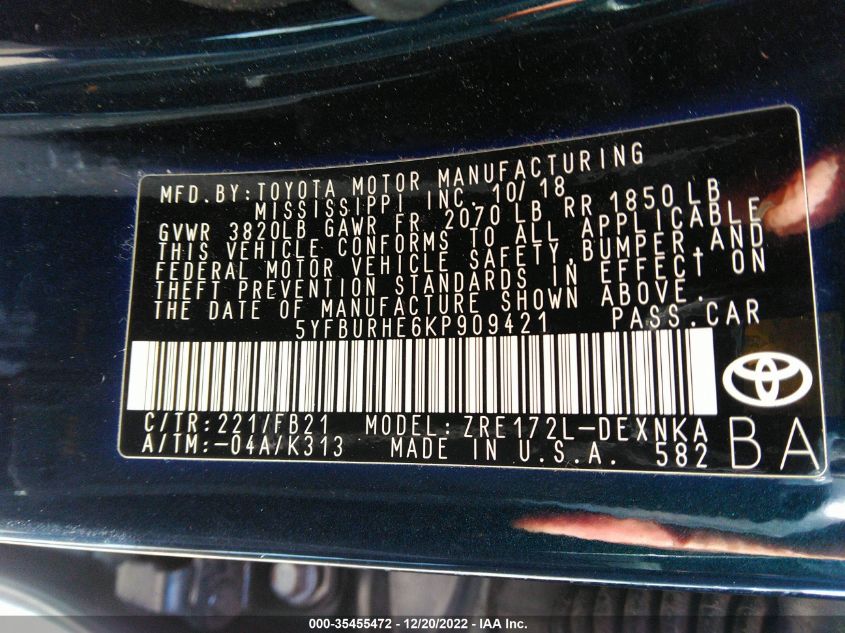 MFD.BY:TOYOTA MOTOR MANUFACTURING
MISSISSIPPI INC. 10/18
GVWR 3820LB GAWR FR 2070 LB RR 1850 LB
THIS VEHICLE CONFORMS TO ALL APPLICABLE
FEDERAL MOTOR VEHICLE SAFETY,BUMPER,AND
THEFT PREVENTION STANDARDS IN EFFECT ON
THE DATE OF MANUFACTURE SHOWN ABOVE.
5YFBURHE6KP909421 PASS.CAR
C/TR:221/FB21 MODEL:ZRE172L-DEXNKA
A/TM:-04A/K313 MADE IN U.S.A. 582
BA
000-35455472 - 12/20/2022 - IAA Inc.